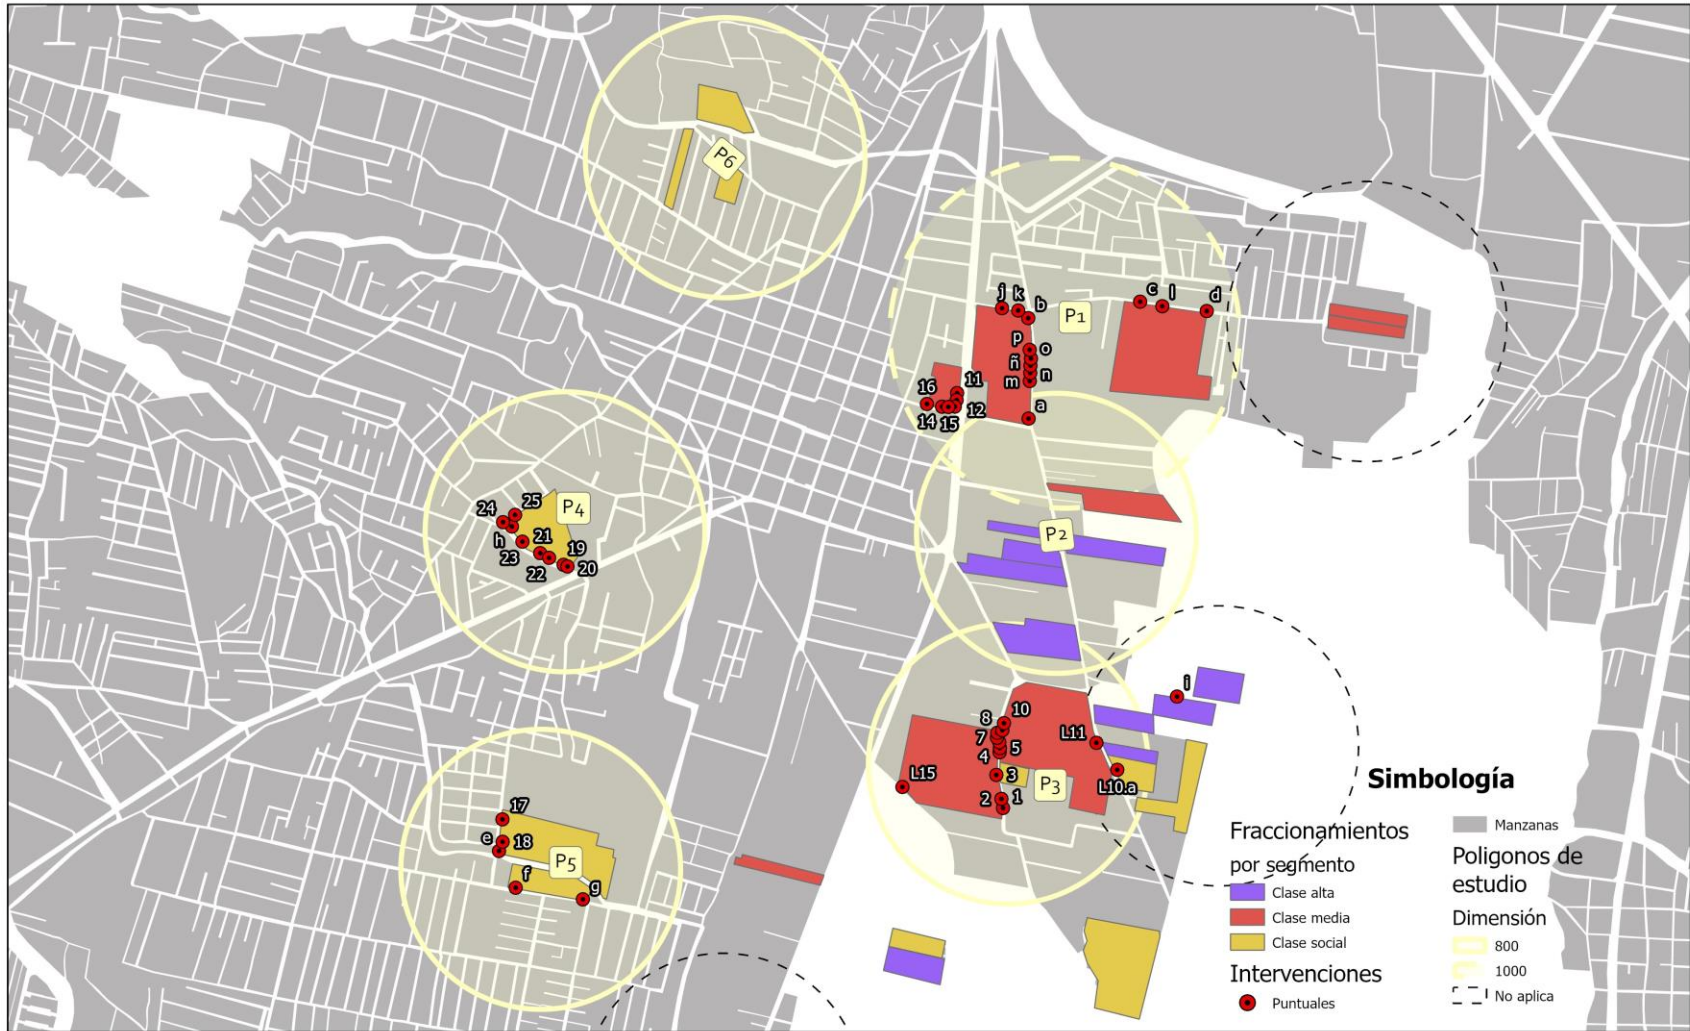 P6
j
k
b
P1
c
l
d
p
o
ñ
n
m
a
16
11
14
15
12
24
25
P4
h
21
23
19
22
20
P2
8
10
7
5
4
3
2
1
L15
L11
P3
L10.a
i
17
e
18
P5
f
g
Simbología
Fraccionamientos
por segmento
Clase alta
Clase media
Clase social
Intervenciones
Puntuales
Manzanas
Poligonos de
estudio
Dimensión
800
1000
No aplica